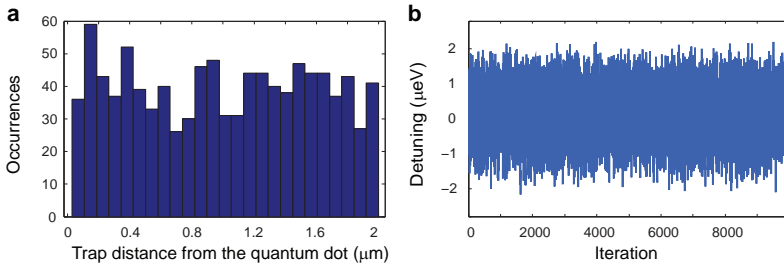 a
60
50
40
30
20
10
0
Occurrences
0 0.4 0.8 1.2 1.6 2
Trap distance from the quantum dot (μm)
b
2
1
0
−1
−2
Detuning (μeV)
0 2000 4000 6000 8000
Iteration